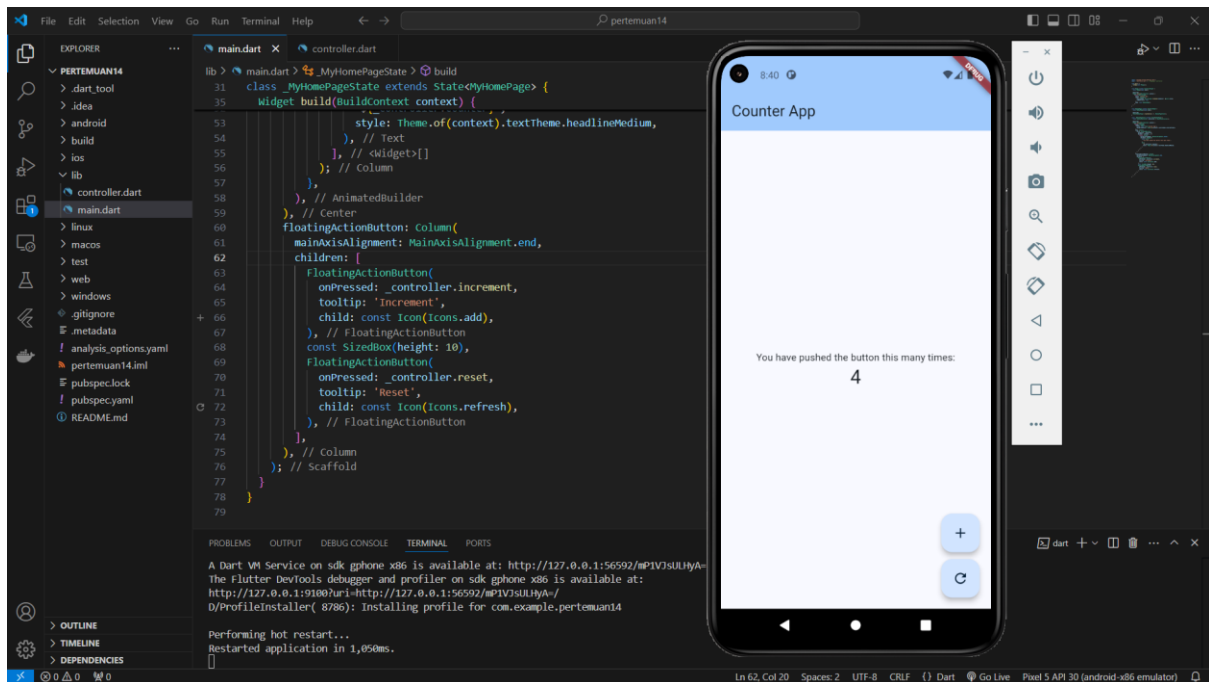 File Edit Selection View Go Run Terminal Help
pertemuan14
EXPLORER
PERTEMUAN14
.dart_tool
.idea
android
build
ios
lib
controller.dart
main.dart
linux
macos
test
web
windows
.gitignore
.metadata
analysis_options.yaml
pertemuan14.iml
pubspec.lock
pubspec.yaml
README.md
OUTLINE
TIMELINE
DEPENDENCIES
main.dart controller.dart
lib > main.dart > _MyHomePageState > build
31 class _MyHomePageState extends State<MyHomePage> {
35 Widget build(BuildContext context) {
53 style: Theme.of(context).textTheme.headlineMedium,
54 ), // Text
55 ], // <Widget>[]
56 ); // Column
57 },
58 ), // AnimatedBuilder
59 ), // Center
60 floatingActionButton: Column(
61 mainAxisAlignment: MainAxisAlignment.end,
62 children: [
63 FloatingActionButton(
64 onPressed: _controller.increment,
65 tooltip: 'Increment',
66 child: const Icon(Icons.add),
67 ), // FloatingActionButton
68 const SizedBox(height: 10),
69 FloatingActionButton(
70 onPressed: _controller.reset,
71 tooltip: 'Reset',
72 child: const Icon(Icons.refresh),
73 ), // FloatingActionButton
74 ],
75 ), // Column
76 ); // Scaffold
77 }
78 }
79
PROBLEMS OUTPUT DEBUG CONSOLE TERMINAL PORTS
dart
A Dart VM Service on sdk gphone x86 is available at: http://127.0.0.1:56592/mP1VJsULHyA=
The Flutter DevTools debugger and profiler on sdk gphone x86 is available at:
http://127.0.0.1:9100?uri=http://127.0.0.1:56592/mP1VJsULHyA=/
D/ProfileInstaller( 8786): Installing profile for com.example.pertemuan14
Performing hot restart...
Restarted application in 1,050ms.
8:40
DEBUG
Counter App
You have pushed the button this many times:
4
1
0 0 0
Ln 62, Col 20 Spaces: 2 UTF-8 CRLF {} Dart Go Live Pixel 5 API 30 (android-x86 emulator)